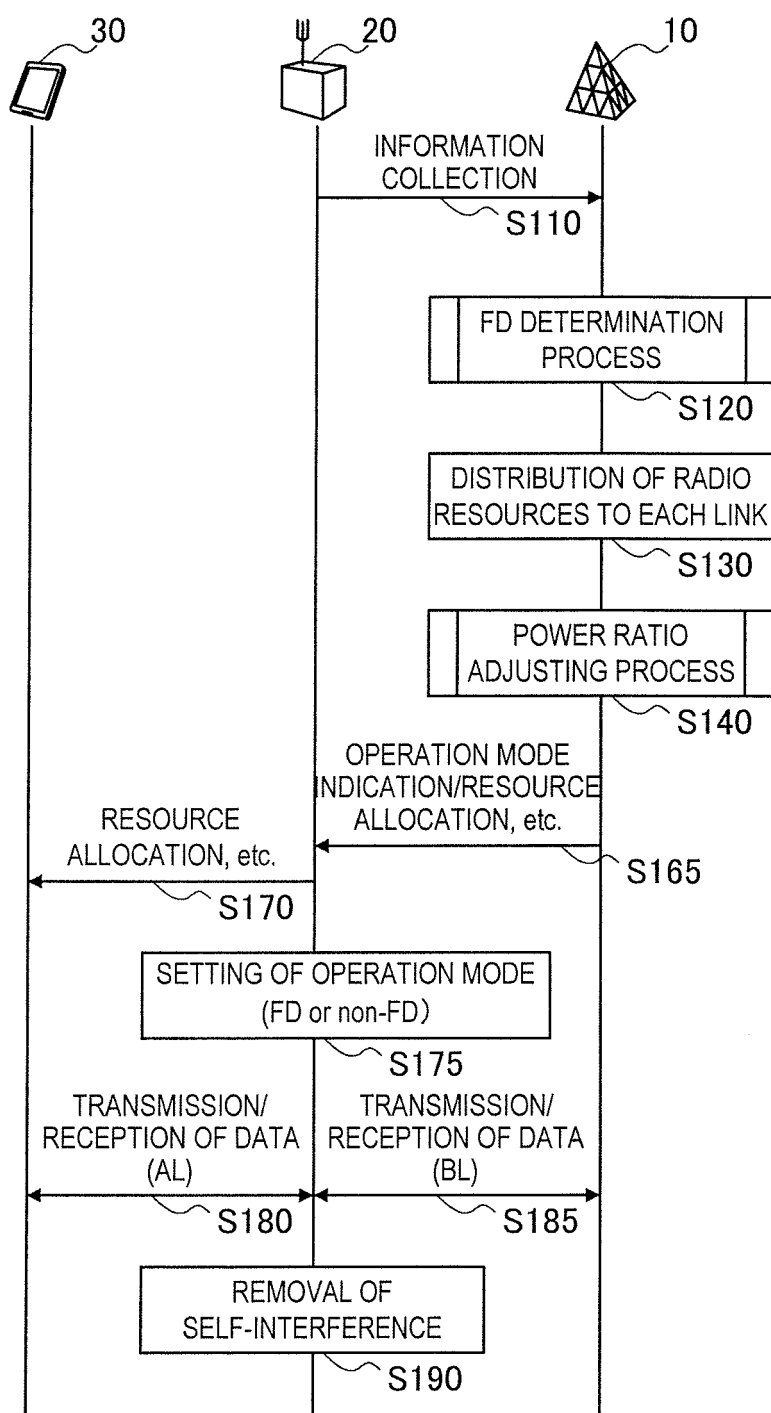 30
20
10
INFORMATION
COLLECTION
S110
FD DETERMINATION
PROCESS
S120
DISTRIBUTION OF RADIO
RESOURCES TO EACH LINK
S130
POWER RATIO
ADJUSTING PROCESS
S140
OPERATION MODE
INDICATION/RESOURCE
ALLOCATION, etc.
S165
RESOURCE
ALLOCATION, etc.
S170
SETTING OF OPERATION MODE
(FD or non-FD)
S175
TRANSMISSION/
RECEPTION OF DATA
(AL)
S180
TRANSMISSION/
RECEPTION OF DATA
(BL)
S185
REMOVAL OF
SELF-INTERFERENCE
S190